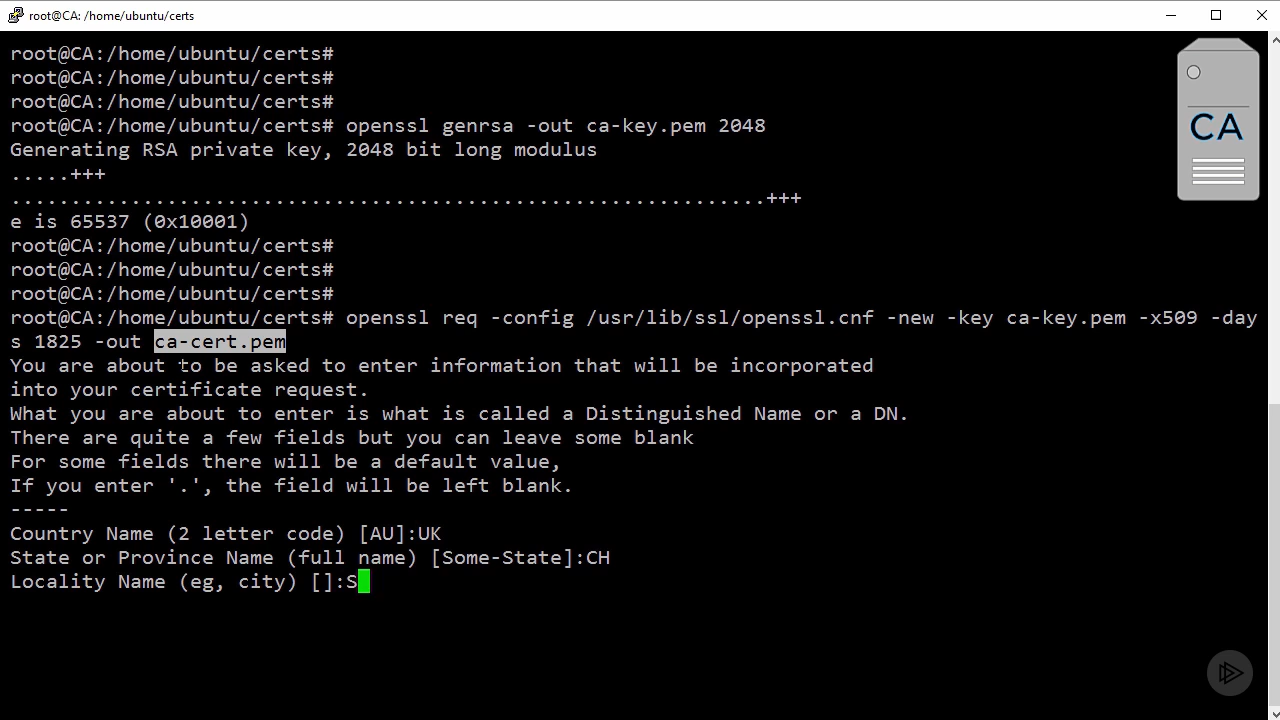 root@CA: /home/ubuntu/certs
root@CA:/home/ubuntu/certs#
root@CA:/home/ubuntu/certs#
root@CA:/home/ubuntu/certs#
root@CA:/home/ubuntu/certs# openssl genrsa -out ca-key.pem 2048
Generating RSA private key, 2048 bit long modulus
.....+++
...............................................................+++
e is 65537 (0x10001)
root@CA:/home/ubuntu/certs#
root@CA:/home/ubuntu/certs#
root@CA:/home/ubuntu/certs#
root@CA:/home/ubuntu/certs# openssl req -config /usr/lib/ssl/openssl.cnf -new -key ca-key.pem -x509 -day
s 1825 -out ca-cert.pem
You are about to be asked to enter information that will be incorporated
into your certificate request.
What you are about to enter is what is called a Distinguished Name or a DN.
There are quite a few fields but you can leave some blank
For some fields there will be a default value,
If you enter '.', the field will be left blank.
-----
Country Name (2 letter code) [AU]:UK
State or Province Name (full name) [Some-State]:CH
Locality Name (eg, city) []:S
CA